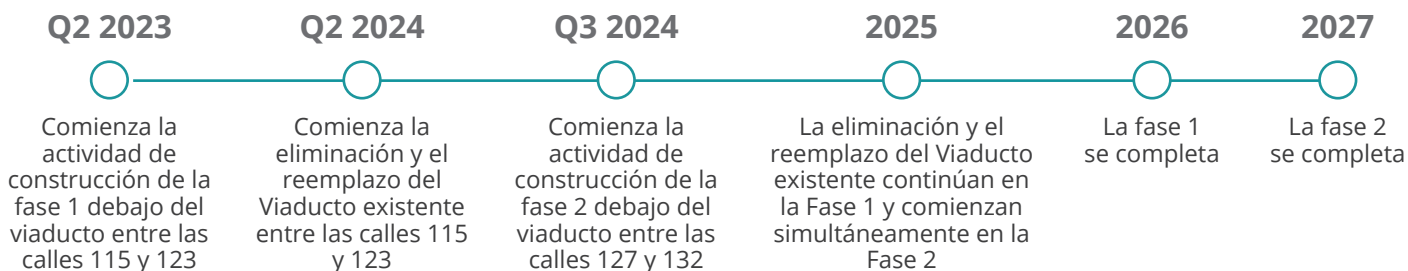 Q2 2023
Comienza la
actividad de
construcción de la
fase 1 debajo del
viaducto entre las
calles 115 y 123
Q2 2024
Comienza la
eliminación y el
reemplazo del
Viaducto existente
entre las calles 115
y 123
Q3 2024
Comienza la
actividad de
construcción de la
fase 2 debajo del
viaducto entre las
calles 127 y 132
2025
La eliminación y el
reemplazo del Viaducto
existente continúan en
la Fase 1 y comienzan
simultáneamente en la
Fase 2
2026
La fase 1
se completa
2027
La fase 2
se completa